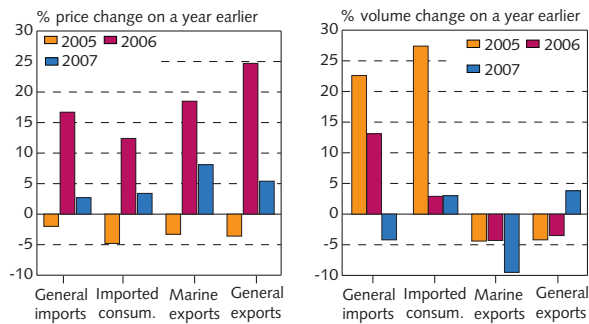 % price change on a year earlier
30
25
20
15
10
5
0
-5
-10
2005 2006
2007
General imports
Imported consum.
Marine exports
General exports
% volume change on a year earlier
30
25
20
15
10
5
0
-5
-10
2005 2006
2007
General imports
Imported consum.
Marine exports
General exports